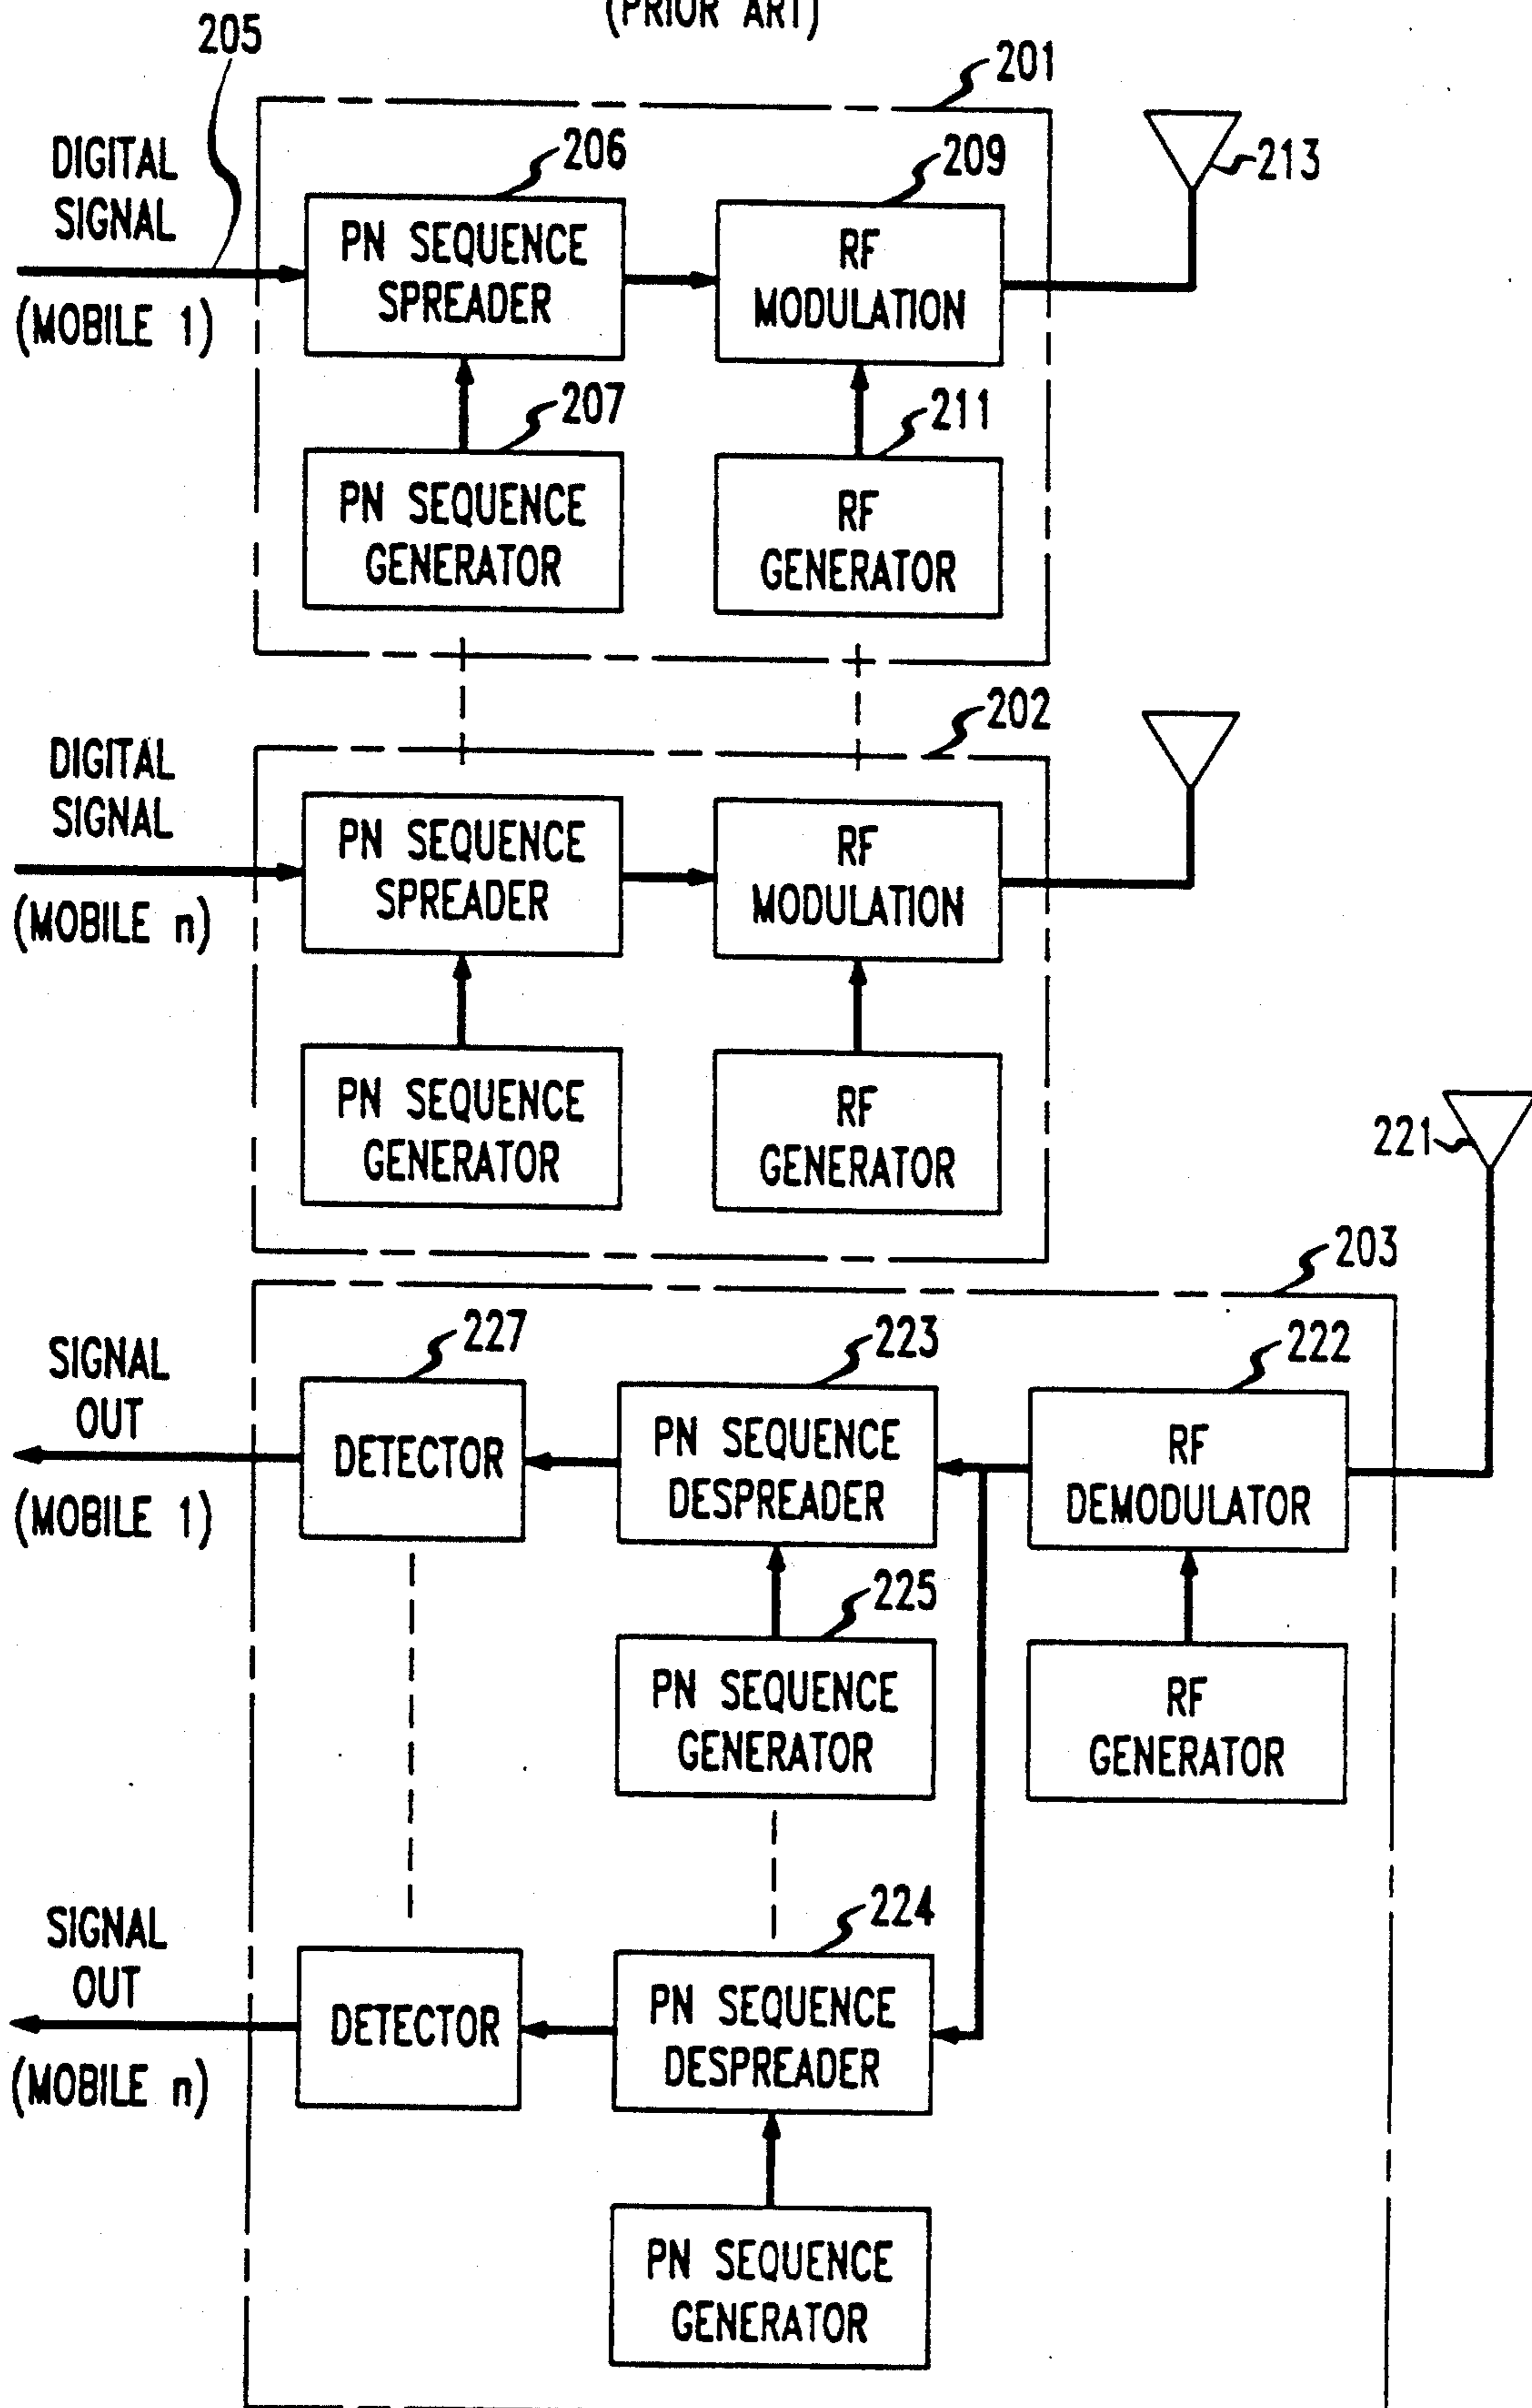 (PRIOR ART)
205
201
DIGITAL
SIGNAL
206
209
213
PN SEQUENCE
SPREADER
RF
MODULATION
(MOBILE 1)
207
211
PN SEQUENCE
GENERATOR
RF
GENERATOR
202
DIGITAL
SIGNAL
PN SEQUENCE
SPREADER
RF
MODULATION
(MOBILE n)
PN SEQUENCE
GENERATOR
RF
GENERATOR
221
203
SIGNAL
OUT
227
223
222
DETECTOR
PN SEQUENCE
DESPREADER
RF
DEMODULATOR
(MOBILE 1)
225
PN SEQUENCE
GENERATOR
RF
GENERATOR
224
SIGNAL
OUT
DETECTOR
PN SEQUENCE
DESPREADER
(MOBILE n)
PN SEQUENCE
GENERATOR